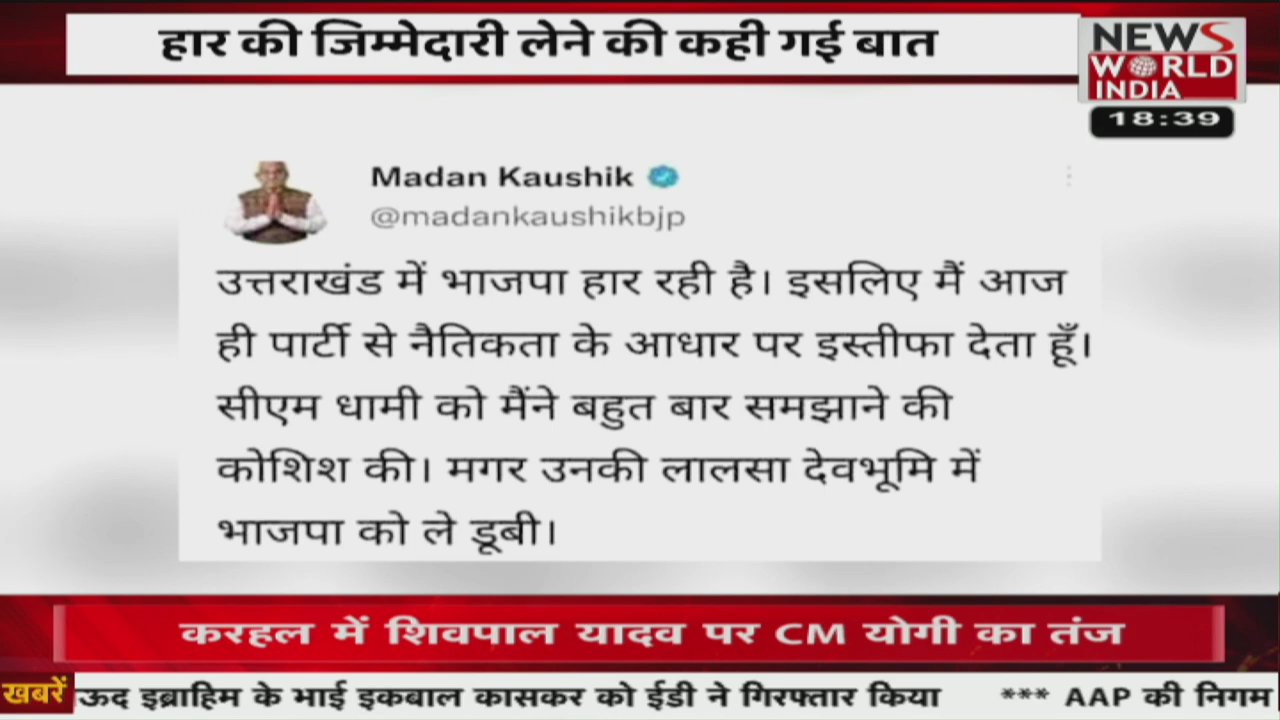 हार की जिम्मेदारी लेने की कही गई बात
NEWS
WORLD
INDIA
18:39
Madan Kaushik
@madankaushikbjp
उत्तराखंड में भाजपा हार रही है। इसलिए मैं आज
ही पार्टी से नैतिकता के आधार पर इस्तीफा देता हूँ।
सीएम धामी को मैंने बहुत बार समझाने की
कोशिश की। मगर उनकी लालसा देवभूमि में
भाजपा को ले डूबी।
करहल में शिवपाल यादव पर CM योगी का तंज
खबरें ऊद इब्राहिम के भाई इकबाल कासकर को ईडी ने गिरफ्तार किया *** AAP की निगम